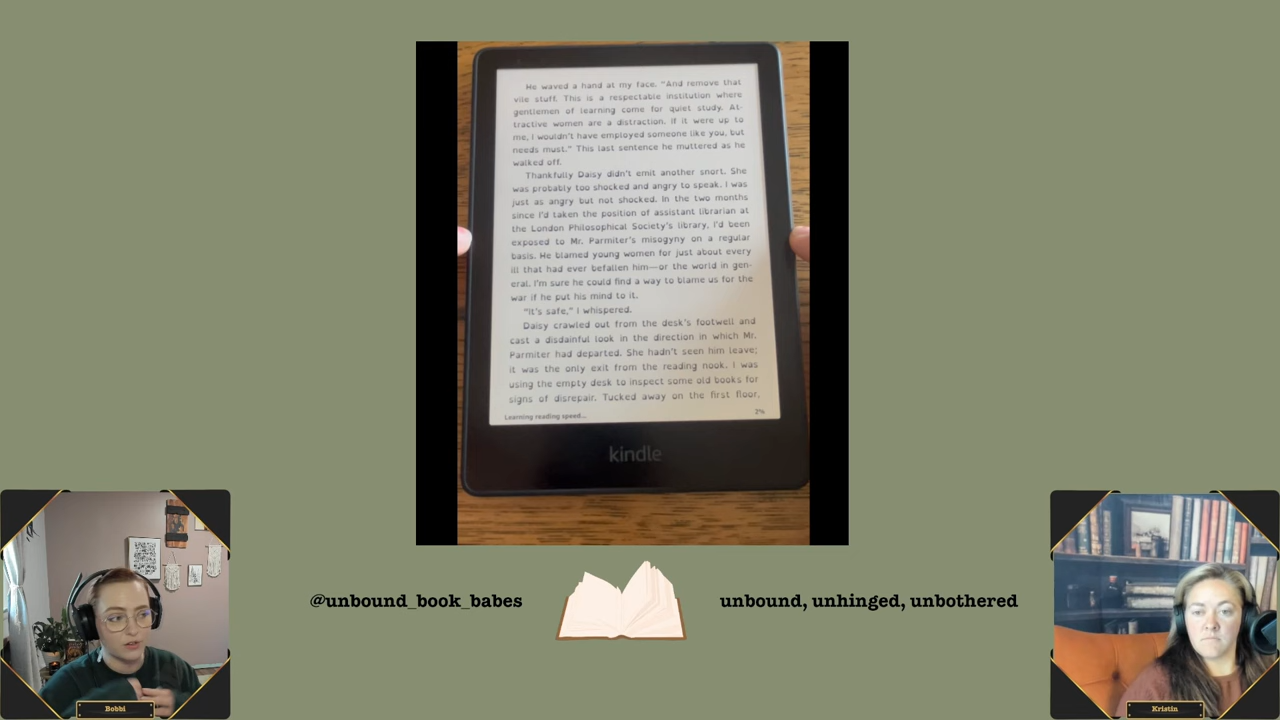 He waved a hand at my face. "And remove that
vile stuff. This is a respectable institution where
gentlemen of learning come for quiet study. At-
tractive women are a distraction. If it were up to
me, I wouldn't have employed someone like you, but
needs must." This last sentence he muttered as he
walked off.
Thankfully Daisy didn't emit another snort. She
was probably too shocked and angry to speak. I was
just as angry but not shocked. In the two months
since I'd taken the position of assistant librarian at
the London Philosophical Society's library, I'd been
exposed to Mr. Parmiter's misogyny on a regular
basis. He blamed young women for just about every
ill that had ever befallen him—or the world in gen-
eral. I'm sure he could find a way to blame us for the
war if he put his mind to it.
"It's safe," I whispered.
Daisy crawled out from the desk's footwell and
cast a disdainful look in the direction in which Mr.
Parmiter had departed. She hadn't seen him leave;
it was the only exit from the reading nook. I was
using the empty desk to inspect some old books for
signs of disrepair. Tucked away on the first floor,
Learning reading speed... 2%
kindle
@unbound_book_babes
unbound, unhinged, unbothered
Bobbi
Kristin